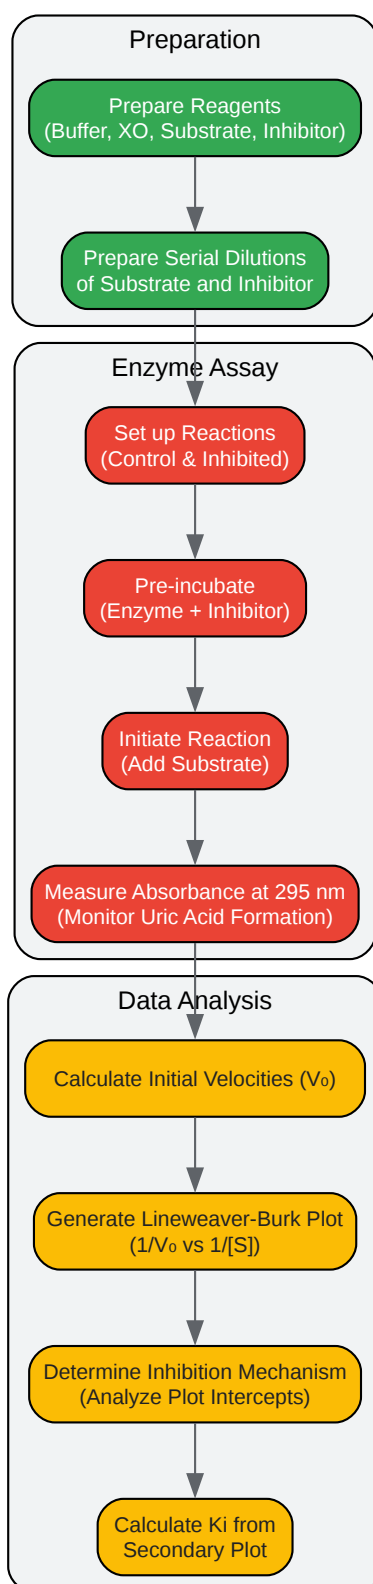 Preparation
Prepare Reagents
(Buffer, XO, Substrate, Inhibitor)
Prepare Serial Dilutions
of Substrate and Inhibitor
Enzyme Assay
Set up Reactions
(Control & Inhibited)
Pre-incubate
(Enzyme + Inhibitor)
Initiate Reaction
(Add Substrate)
Measure Absorbance at 295 nm
(Monitor Uric Acid Formation)
Data Analysis
Calculate Initial Velocities (V₀)
Generate Lineweaver-Burk Plot
(1/V₀ vs 1/[S])
Determine Inhibition Mechanism
(Analyze Plot Intercepts)
Calculate Ki from
Secondary Plot